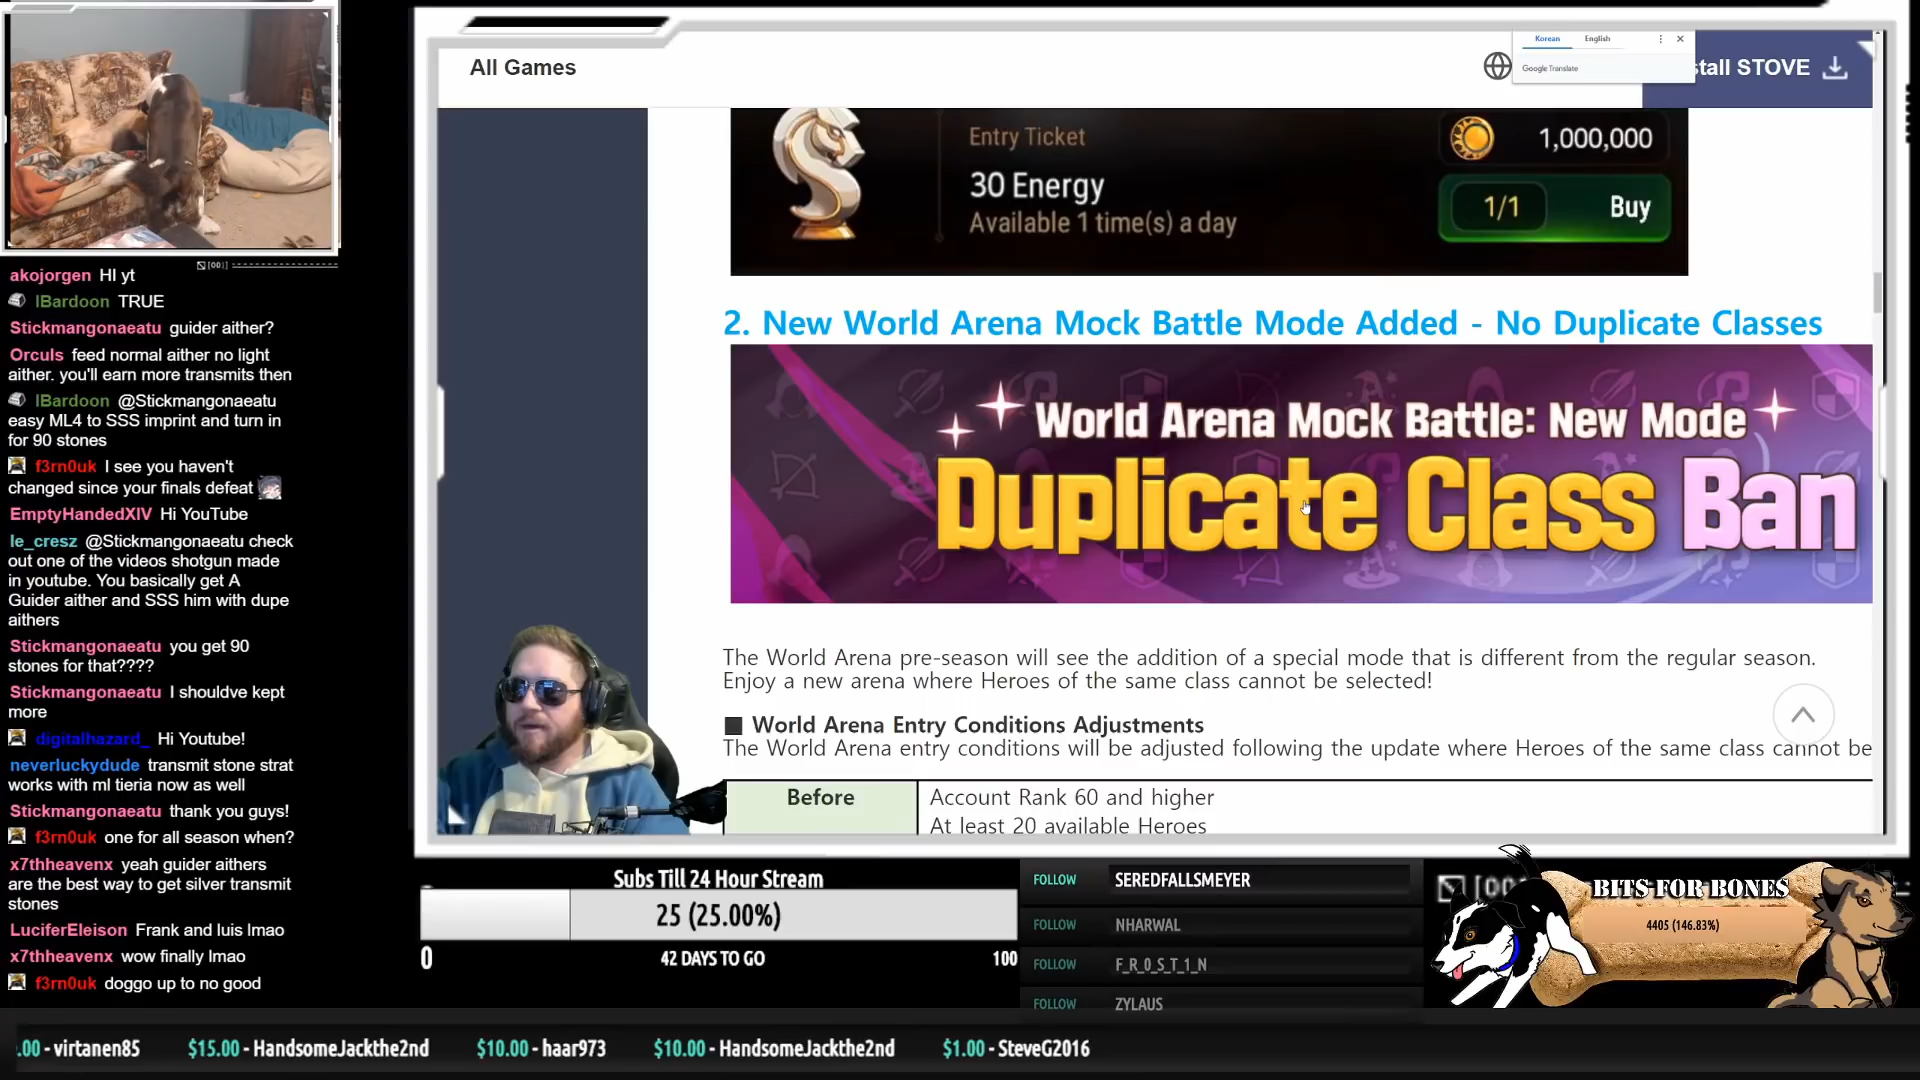 All Games
Korean English
Google Translate
stall STOVE
Entry Ticket
30 Energy
Available 1 time(s) a day
1,000,000
1/1 Buy
2. New World Arena Mock Battle Mode Added - No Duplicate Classes
World Arena Mock Battle: New Mode
Duplicate Class Ban
The World Arena pre-season will see the addition of a special mode that is different from the regular season.
Enjoy a new arena where Heroes of the same class cannot be selected!
■ World Arena Entry Conditions Adjustments
The World Arena entry conditions will be adjusted following the update where Heroes of the same class cannot be
Before
Account Rank 60 and higher
At least 20 available Heroes
[00]
akojorgen HI yt
IBardoon TRUE
Stickmangonaeatu guider aither?
Orculs feed normal aither no light
aither. you'll earn more transmits then
IBardoon @Stickmangonaeatu
easy ML4 to SSS imprint and turn in
for 90 stones
f3rn0uk I see you haven't
changed since your finals defeat
EmptyHandedXIV Hi YouTube
le_cresz @Stickmangonaeatu check
out one of the videos shotgun made
in youtube. You basically get A
Guider aither and SSS him with dupe
aithers
Stickmangonaeatu you get 90
stones for that????
Stickmangonaeatu I shouldve kept
more
digitalhazard_ Hi Youtube!
neverluckydude transmit stone strat
works with ml tieria now as well
Stickmangonaeatu thank you guys!
f3rn0uk one for all season when?
x7thheavenx yeah guider aithers
are the best way to get silver transmit
stones
LuciferEleison Frank and luis lmao
x7thheavenx wow finally lmao
f3rn0uk doggo up to no good
Subs Till 24 Hour Stream
25 (25.00%)
0 42 DAYS TO GO 100
FOLLOW SEREDFALLSMEYER
FOLLOW NHARWAL
FOLLOW F_R_0_S_T_1_N
FOLLOW ZYLAUS
BITS FOR BONES
4405 (146.83%)
.00 - virtanen85 $15.00 - HandsomeJackthe2nd $10.00 - haar973 $10.00 - HandsomeJackthe2nd $1.00 - SteveG2016